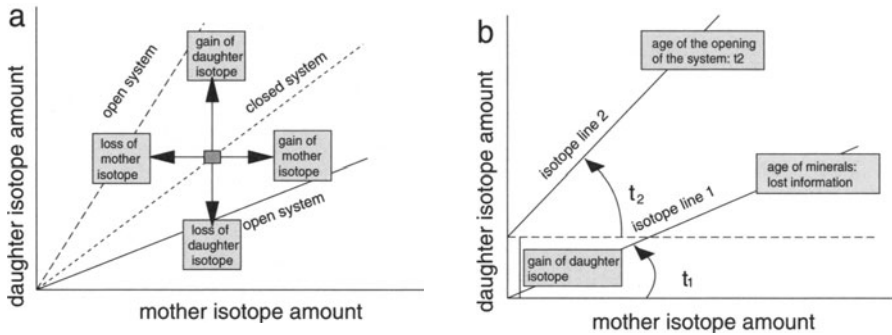 a
daughter isotope amount
mother isotope amount
open system
gain of
daughter
isotope
closed system
loss of
mother
isotope
gain of
mother
isotope
loss of
daughter
isotope
open system
b
daughter isotope amount
mother isotope amount
age of the opening
of the system: t2
isotope line 2
age of minerals:
lost information
t2
isotope line 1
gain of daughter
isotope
t1